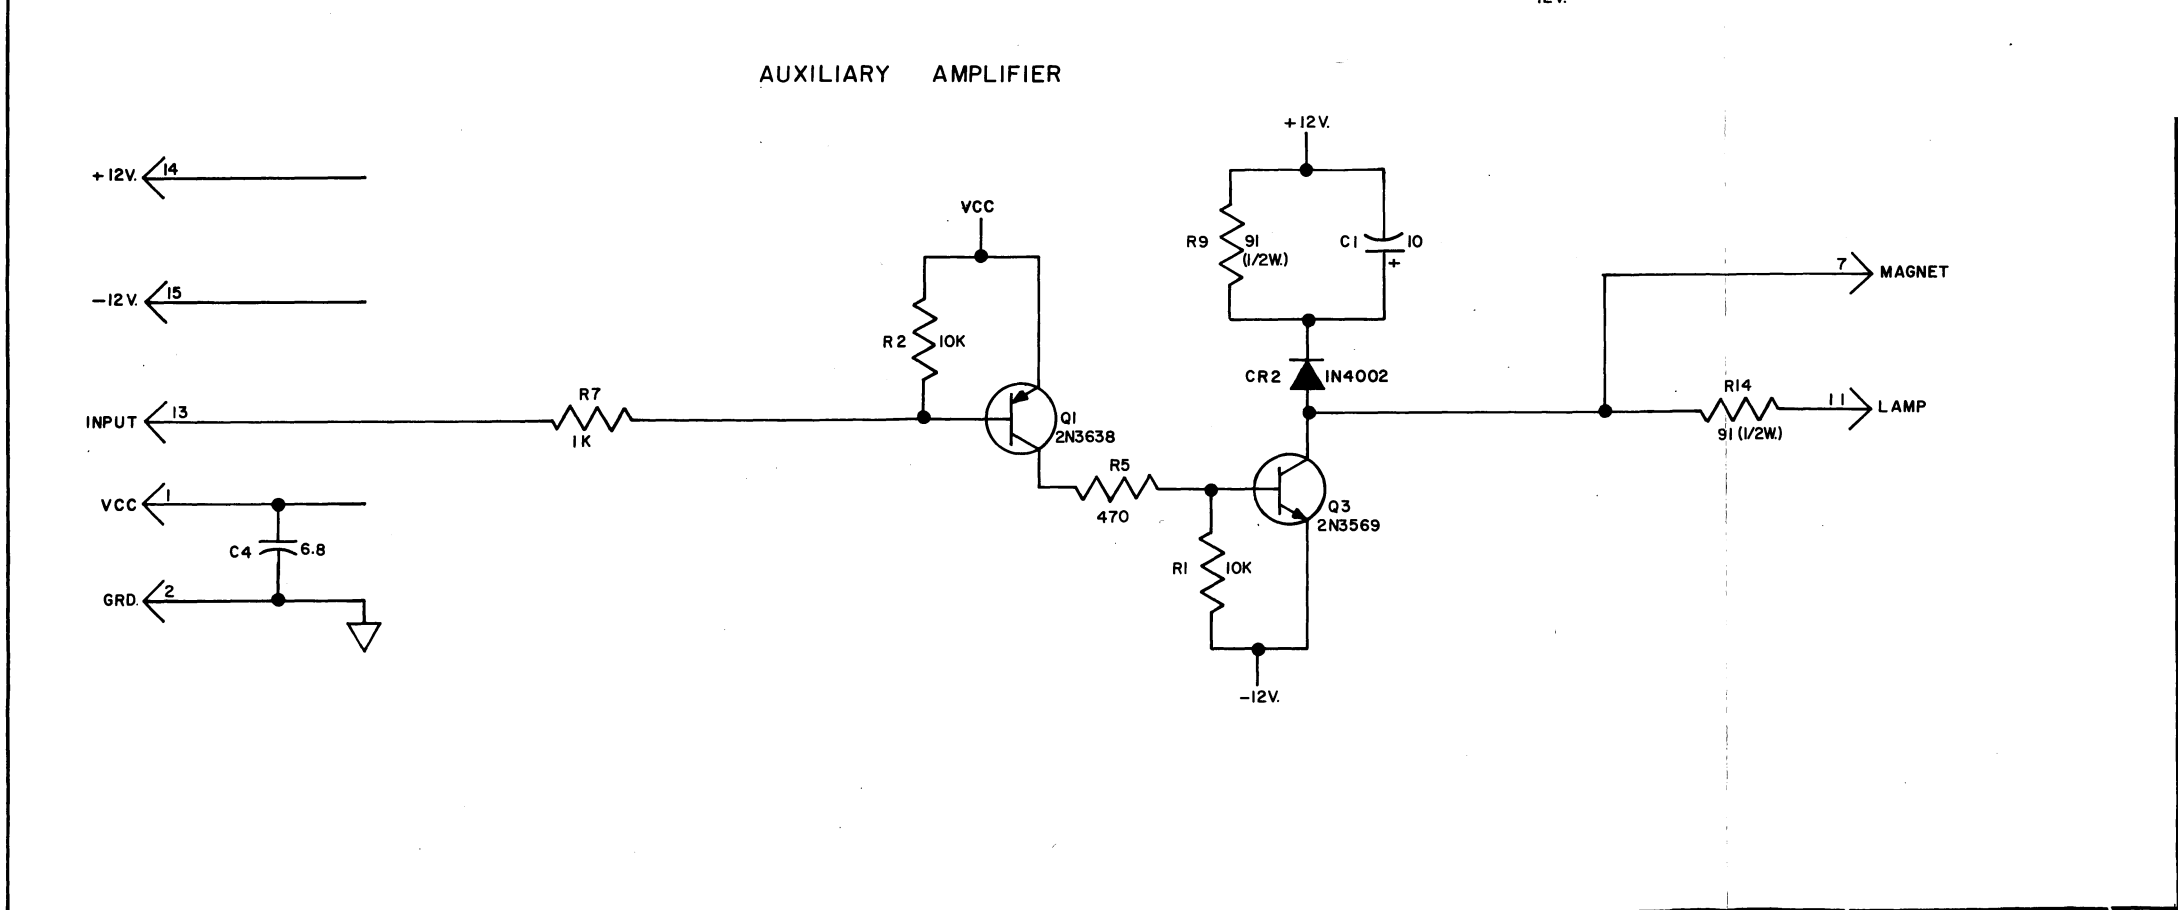 12V.
AUXILIARY AMPLIFIER
+12V.
+12V. 14
VCC
R9 91
(1/2W.)
C1 10
+
7 MAGNET
-12V. 15
R2 10K
CR2 1N4002
R7
R14
INPUT 13
1K
Q1
2N3638
11 LAMP
91 (1/2W.)
R5
VCC 1
470
Q3
2N3569
C4 6.8
R1 10K
GRD. 2
-12V.